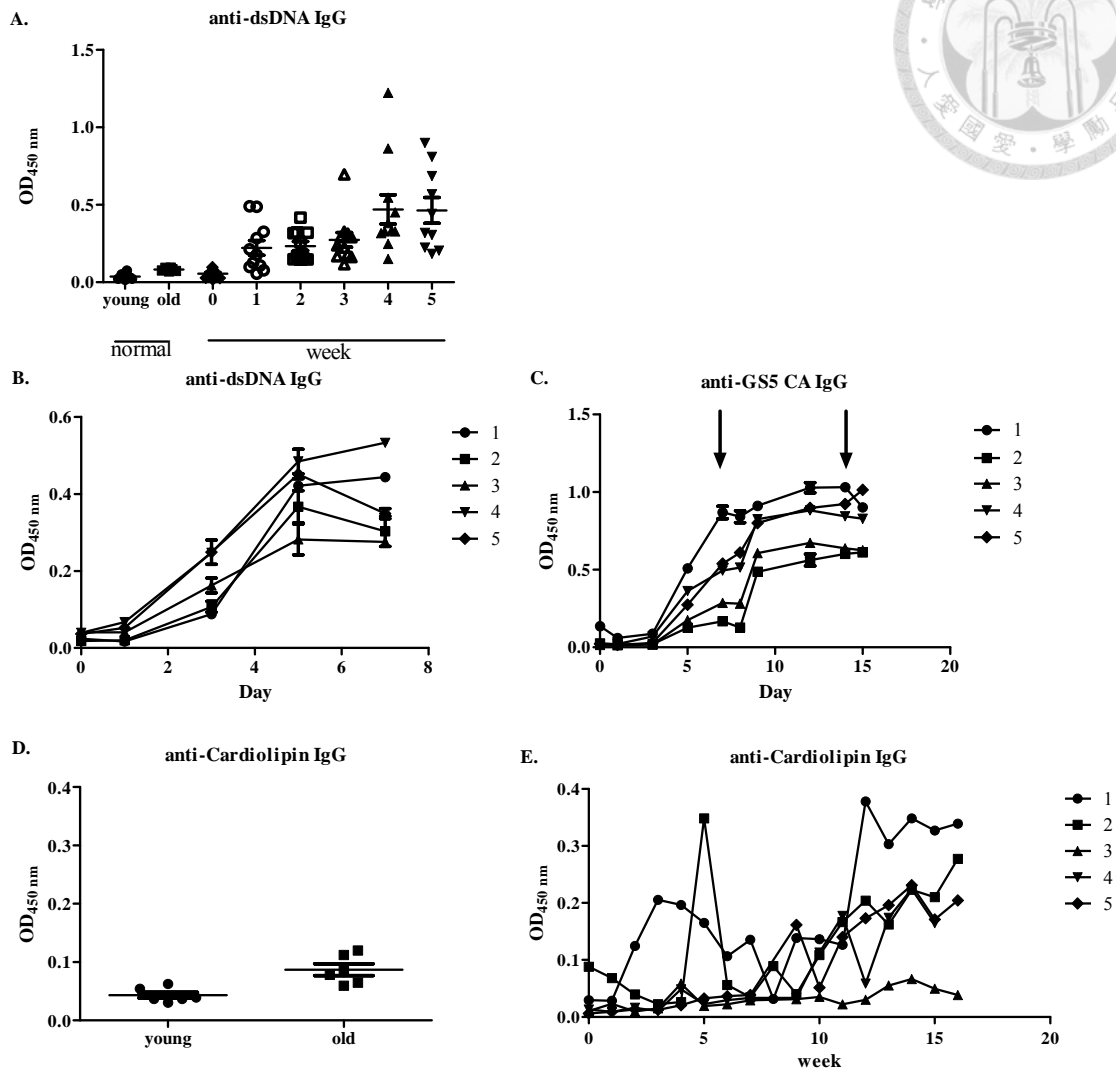 A.
anti-dsDNA IgG
OD450 nm
1.5
1.0
0.5
0.0
young old 0 1 2 3 4 5
normal week
人愛國愛・學勵
B.
anti-dsDNA IgG
OD450 nm
0.6
0.4
0.2
0.0
0 2 4 6 8
Day
1
2
3
4
5
C.
anti-GS5 CA IgG
OD450 nm
1.5
1.0
0.5
0.0
0 5 10 15 20
Day
1
2
3
4
5
D.
anti-Cardiolipin IgG
OD450 nm
0.4
0.3
0.2
0.1
0.0
young old
E.
anti-Cardiolipin IgG
OD450 nm
0.4
0.3
0.2
0.1
0.0
0 5 10 15 20
week
1
2
3
4
5